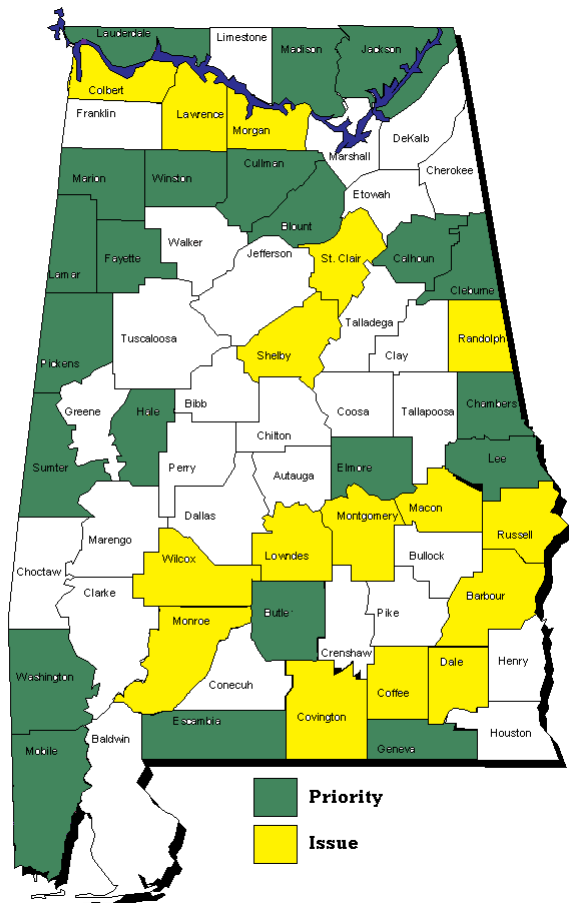 Lauderdale
Limestone
Madison
Jackson
Colbert
Franklin
Lawrence
Morgan
Marshall
DeKalb
Cherokee
Marion
Winston
Cullman
Etowah
Blount
Walker
Jefferson
St. Clair
Calhoun
Lamar
Fayette
Cleburne
Talladega
Tuscaloosa
Shelby
Clay
Randolph
Pickens
Greene
Hale
Bibb
Coosa
Tallapoosa
Chambers
Chilton
Sumter
Perry
Autauga
Elmore
Lee
Dallas
Montgomery
Macon
Marengo
Russell
Choctaw
Wilcox
Lowndes
Bullock
Clarke
Barbour
Monroe
Butler
Pike
Crenshaw
Washington
Conecuh
Dale
Henry
Coffee
Escambia
Covington
Baldwin
Mobile
Geneva
Houston
Priority
Issue